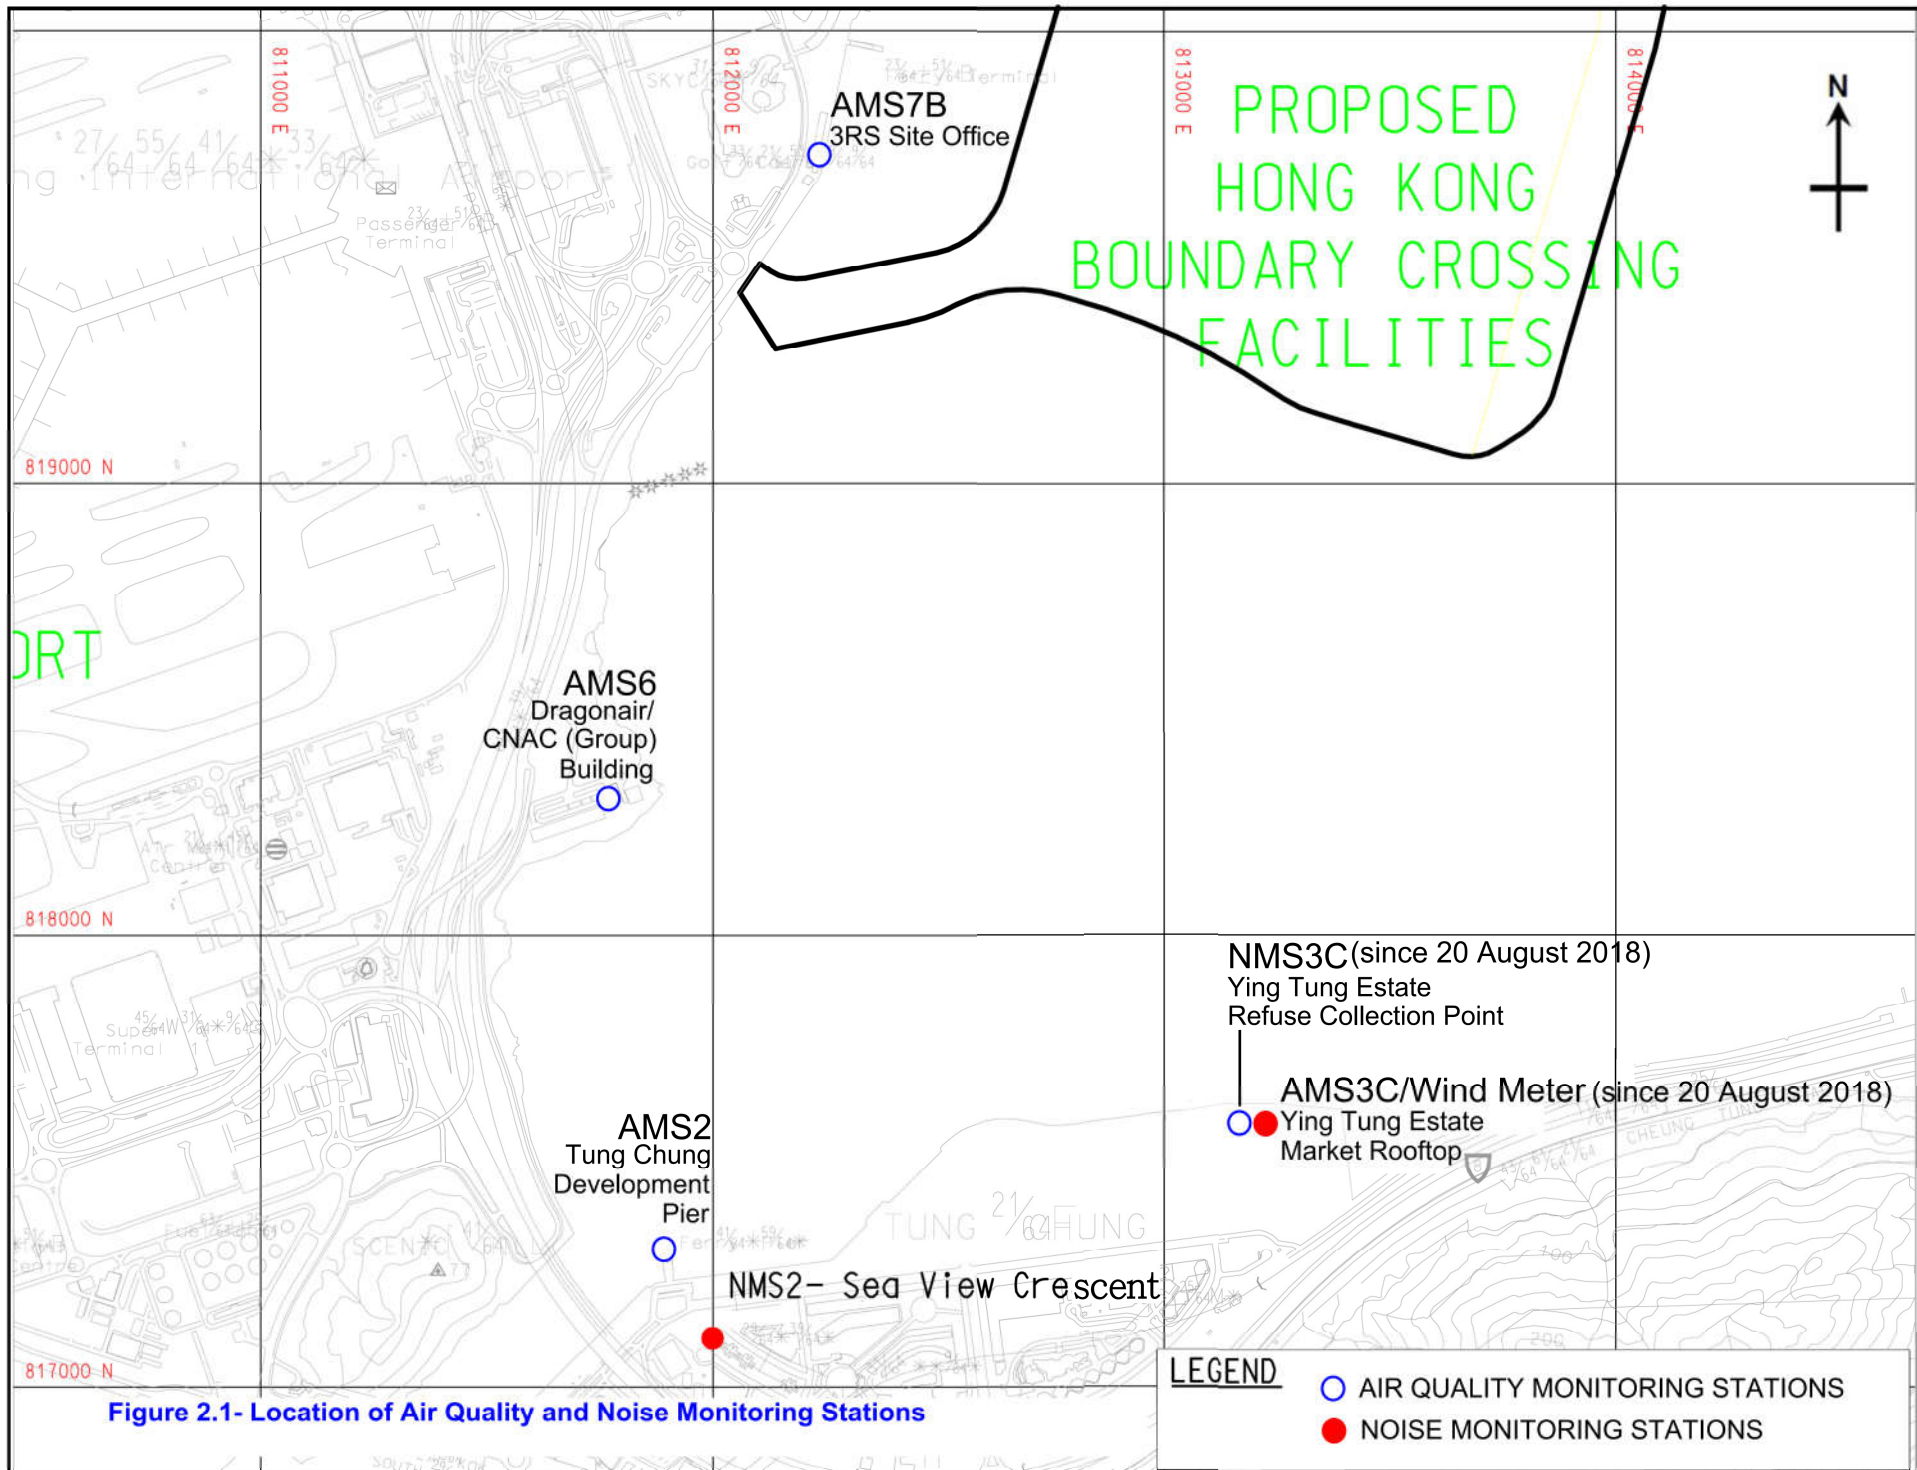 811000 E
812000 E
813000 E
814000 E
N
PROPOSED
HONG KONG
BOUNDARY CROSSING
FACILITIES
AMS7B
3RS Site Office
Passenger
Terminal
819000 N
ORT
AMS6
Dragonair/
CNAC (Group)
Building
818000 N
NMS3C (since 20 August 2018)
Ying Tung Estate
Refuse Collection Point
AMS3C/Wind Meter (since 20 August 2018)
Ying Tung Estate
Market Rooftop
AMS2
Tung Chung
Development
Pier
TUNG
NMS2- Sea View Crescent
817000 N
Figure 2.1- Location of Air Quality and Noise Monitoring Stations
LEGEND
AIR QUALITY MONITORING STATIONS
NOISE MONITORING STATIONS